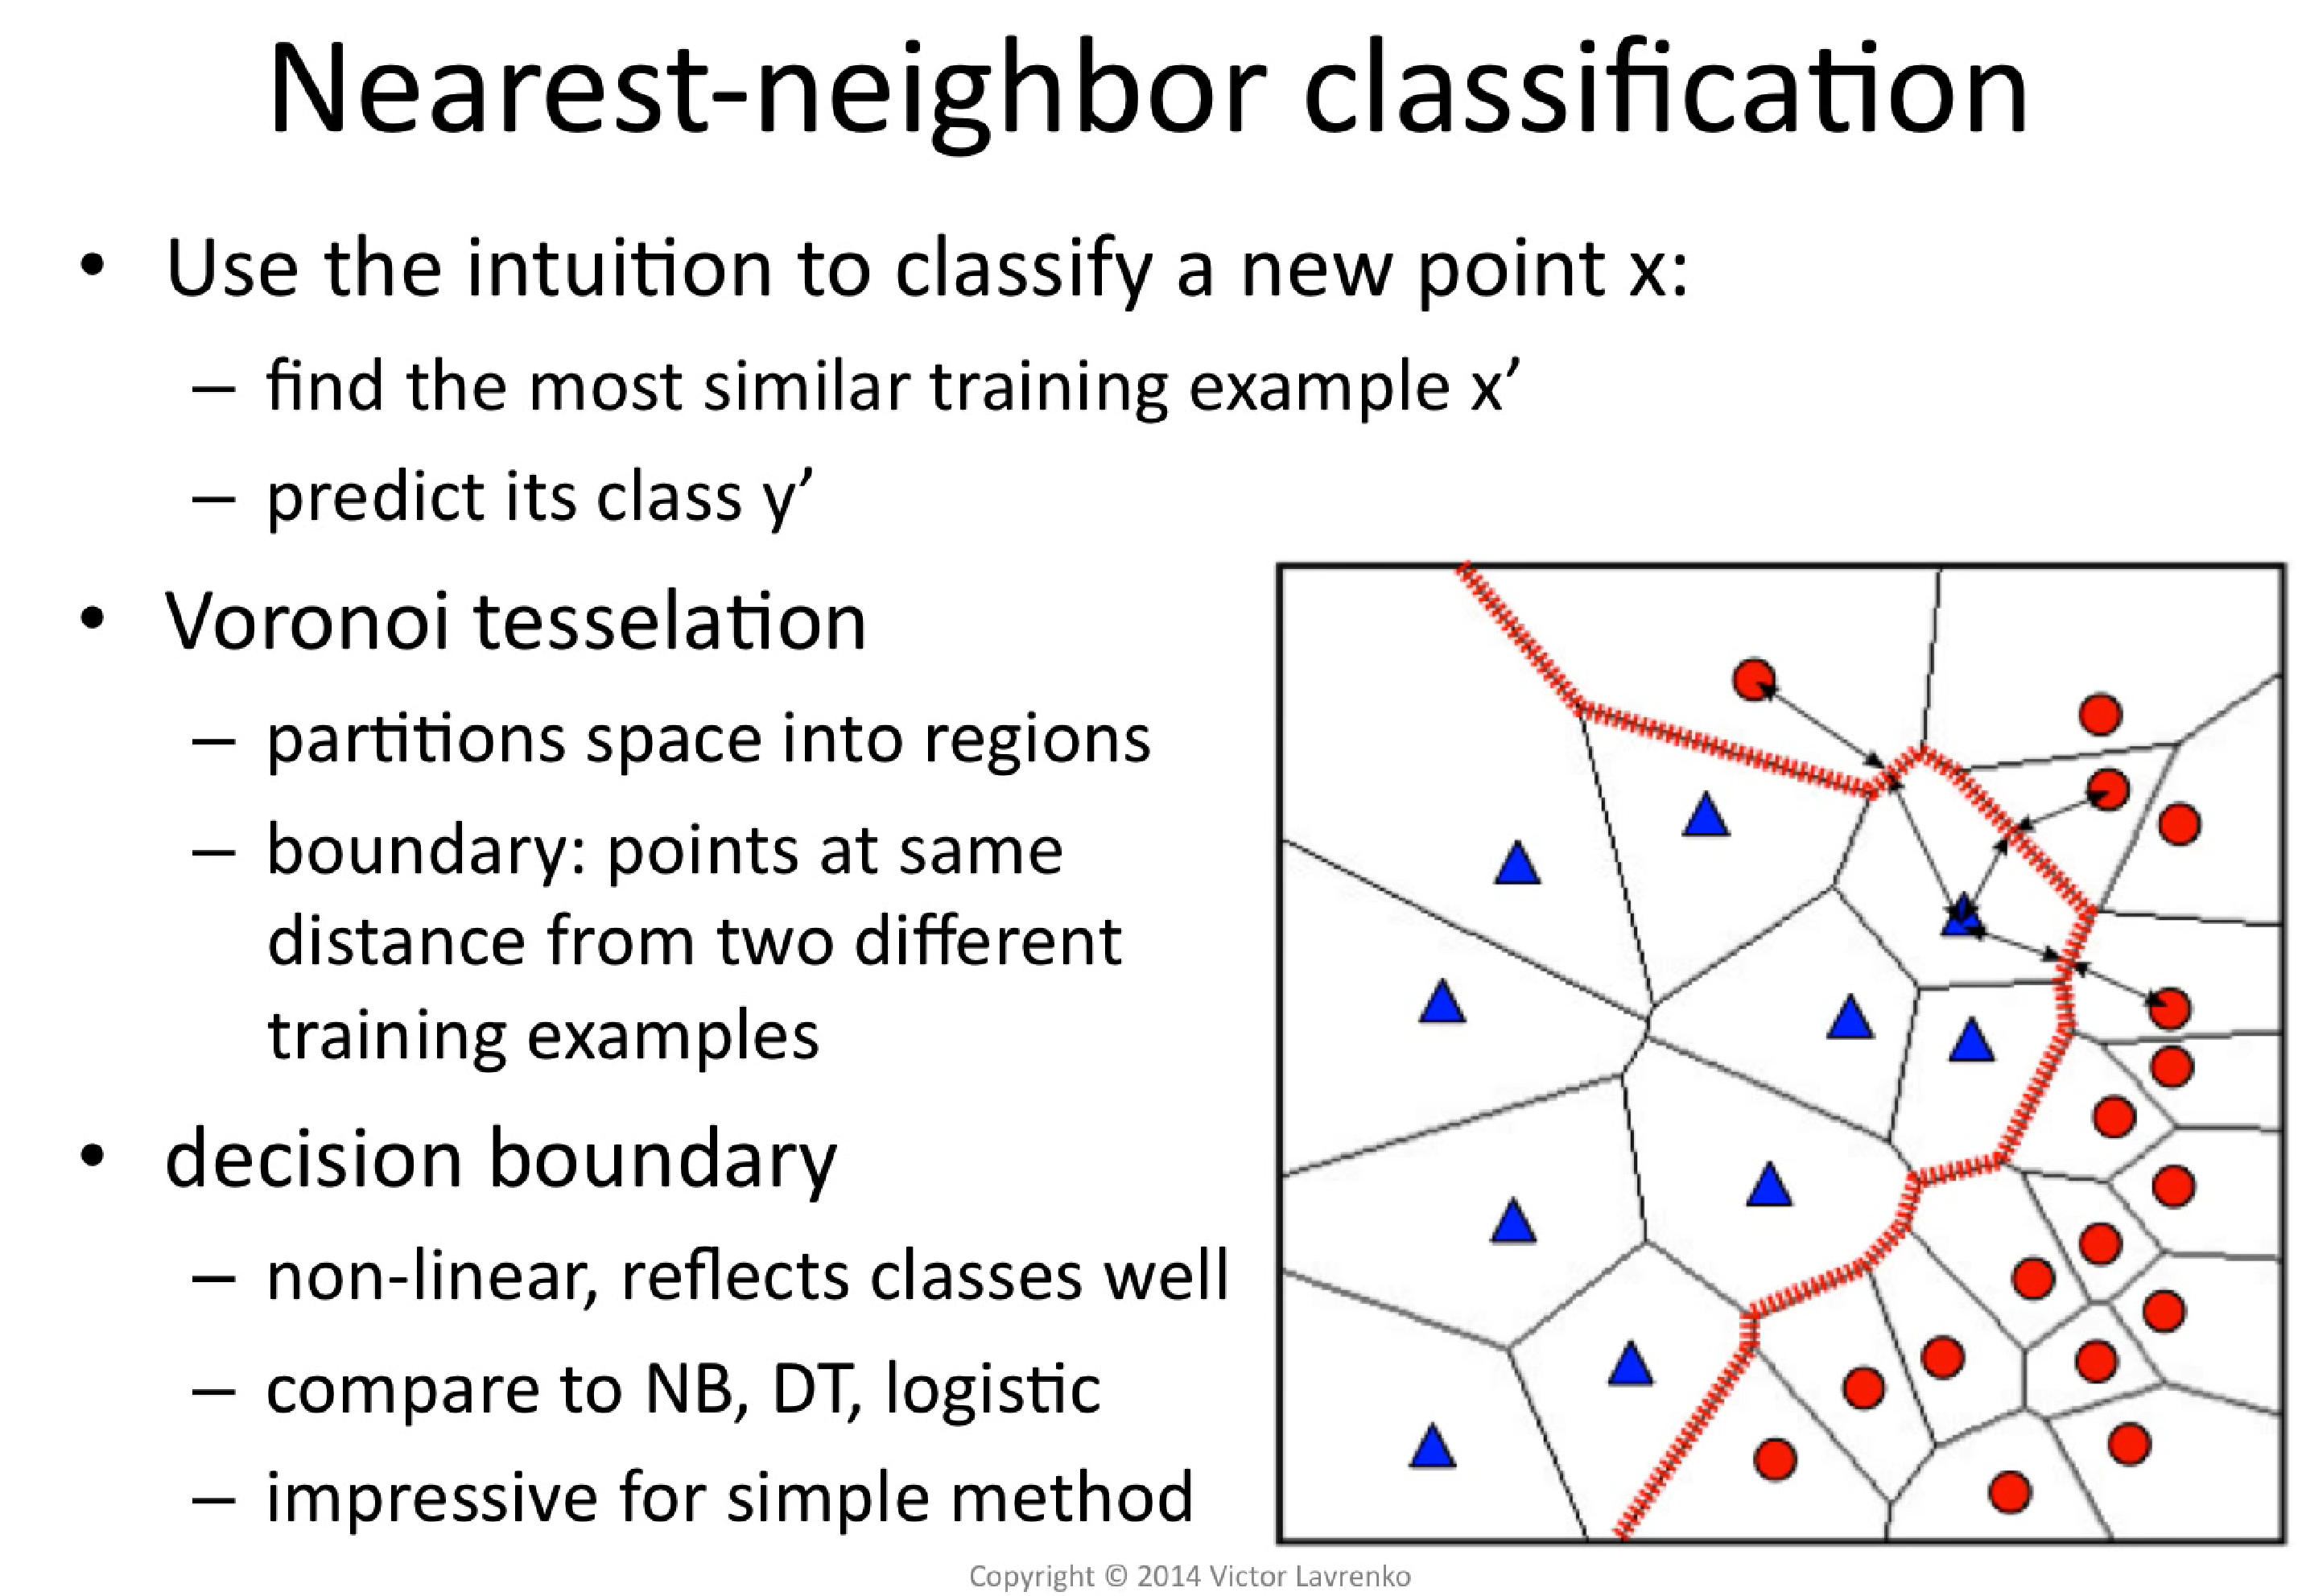 Nearest-neighbor classification
• Use the intuition to classify a new point x:
– find the most similar training example x’
– predict its class y’
• Voronoi tesselation
– partitions space into regions
– boundary: points at same
distance from two different
training examples
• decision boundary
– non-linear, reflects classes well
– compare to NB, DT, logistic
– impressive for simple method
Copyright © 2014 Victor Lavrenko